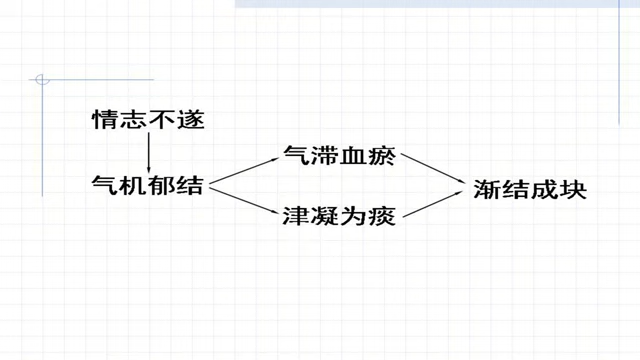 情志不遂
气机郁结
气滞血瘀
津凝为痰
渐结成块